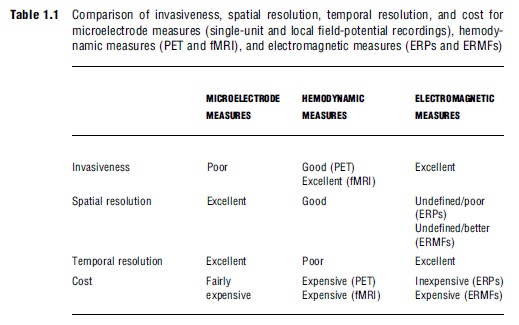 Table 1.1 Comparison of invasiveness, spatial resolution, temporal resolution, and cost for
microelectrode measures (single-unit and local field-potential recordings), hemody-
namic measures (PET and fMRI), and electromagnetic measures (ERPs and ERMFs)
MICROELECTRODE HEMODYNAMIC ELECTROMAGNETIC
MEASURES MEASURES MEASURES
Invasiveness Poor Good (PET) Excellent
Excellent (fMRI)
Spatial resolution Excellent Good Undefined/poor
(ERPs)
Undefined/better
(ERMFs)
Temporal resolution Excellent Poor Excellent
Cost Fairly Expensive (PET) Inexpensive (ERPs)
expensive Expensive (fMRI) Expensive (ERMFs)